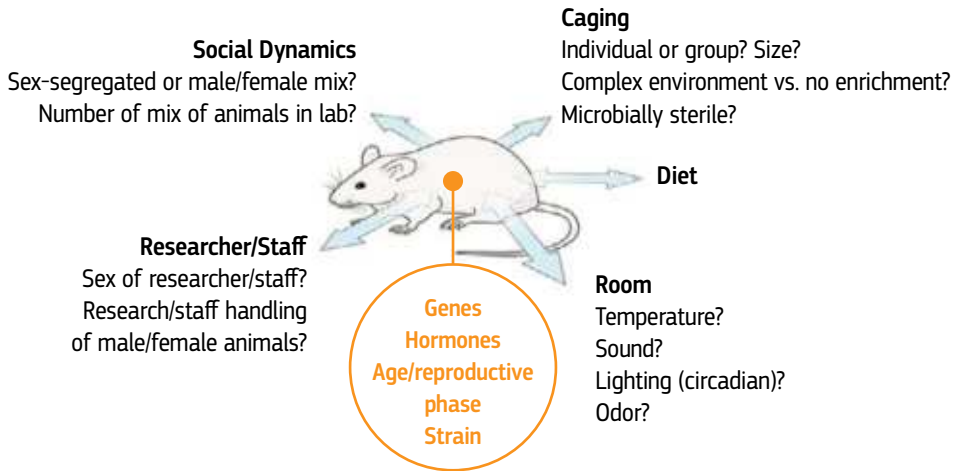 Social Dynamics
Sex-segregated or male/female mix?
Number of mix of animals in lab?
Caging
Individual or group? Size?
Complex environment vs. no enrichment?
Microbially sterile?
Diet
Researcher/Staff
Sex of researcher/staff?
Research/staff handling
of male/female animals?
Genes
Hormones
Age/reproductive
phase
Strain
Room
Temperature?
Sound?
Lighting (circadian)?
Odor?